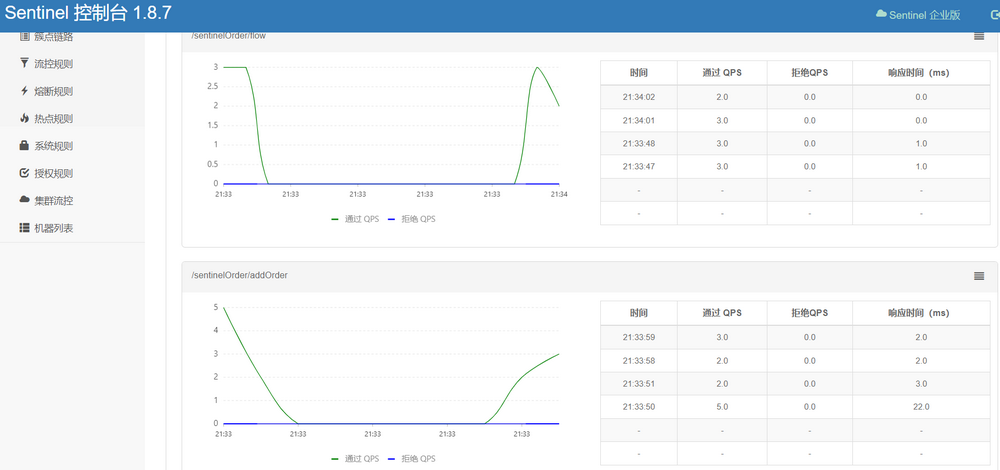 Sentinel 控制台 1.8.7
Sentinel 企业版
簇点链路
流控规则
熔断规则
热点规则
系统规则
授权规则
集群流控
机器列表
/sentinelOrder/flow
3
2.5
2
1.5
1
0.5
0
21:33 21:33 21:33 21:33 21:33 21:34
通过 QPS 拒绝 QPS
时间 通过 QPS 拒绝QPS 响应时间（ms）
21:34:02 2.0 0.0 0.0
21:34:01 3.0 0.0 0.0
21:33:48 3.0 0.0 1.0
21:33:47 3.0 0.0 1.0
- - - -
- - - -
/sentinelOrder/addOrder
5
4
3
2
1
0
21:33 21:33 21:33 21:33 21:33
通过 QPS 拒绝 QPS
时间 通过 QPS 拒绝QPS 响应时间（ms）
21:33:59 3.0 0.0 2.0
21:33:58 2.0 0.0 2.0
21:33:51 2.0 0.0 3.0
21:33:50 5.0 0.0 22.0
- - - -
- - - -